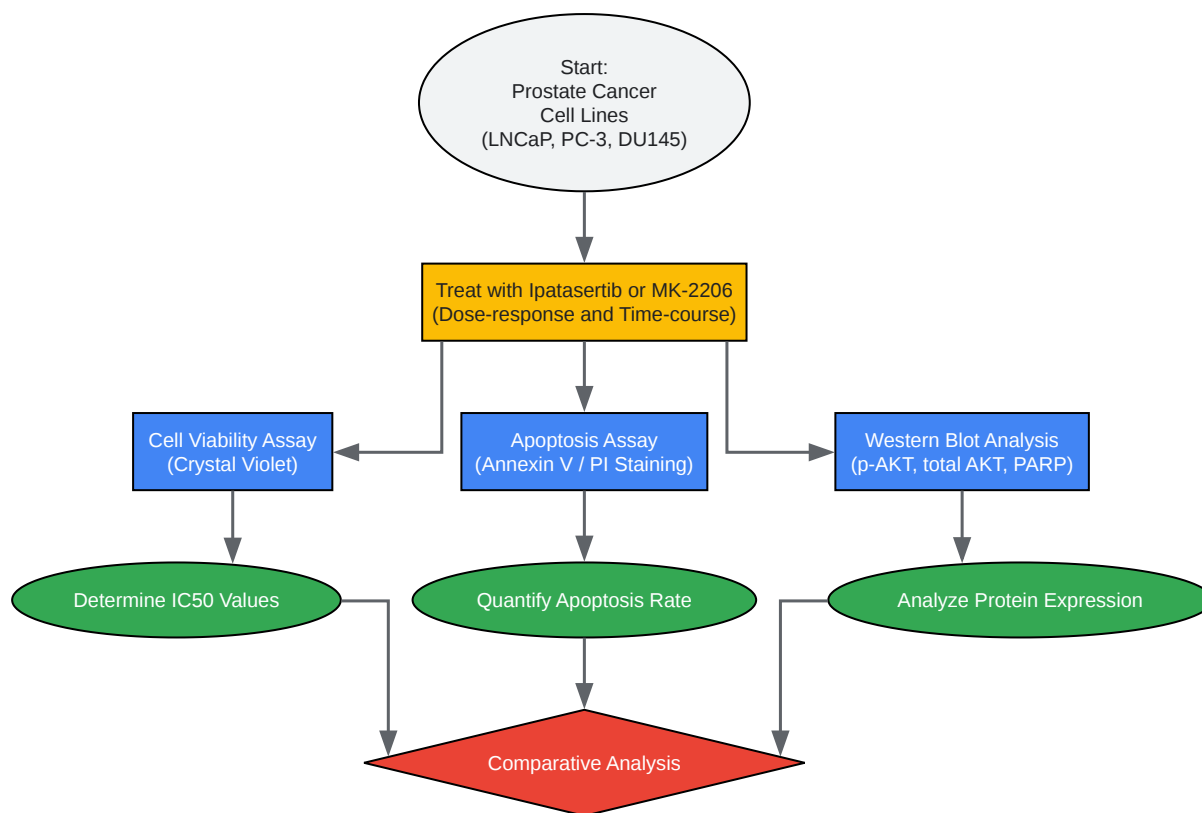 Start:
Prostate Cancer
Cell Lines
(LNCaP, PC-3, DU145)
Treat with Ipatasertib or MK-2206
(Dose-response and Time-course)
Cell Viability Assay
(Crystal Violet)
Apoptosis Assay
(Annexin V / PI Staining)
Western Blot Analysis
(p-AKT, total AKT, PARP)
Determine IC50 Values
Quantify Apoptosis Rate
Analyze Protein Expression
Comparative Analysis